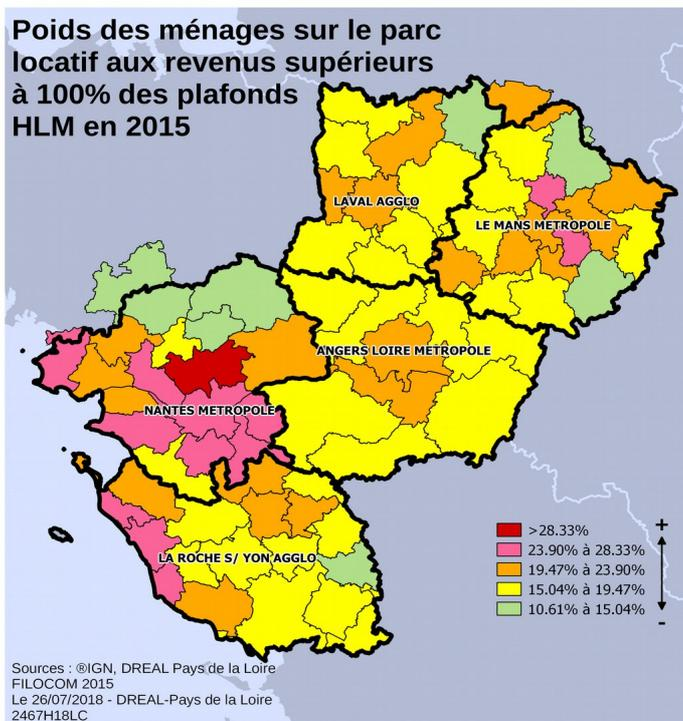 Poids des ménages sur le parc
locatif aux revenus supérieurs
à 100% des plafonds
HLM en 2015
LAVAL AGGLO
LE MANS METROPOLE
ANGERS LOIRE METROPOLE
NANTES METROPOLE
LA ROCHE S/ YON AGGLO
>28.33%
23.90% à 28.33%
19.47% à 23.90%
15.04% à 19.47%
10.61% à 15.04%
+
-
Sources : ®IGN, DREAL Pays de la Loire
FILOCOM 2015
Le 26/07/2018 - DREAL-Pays de la Loire
2467H18LC